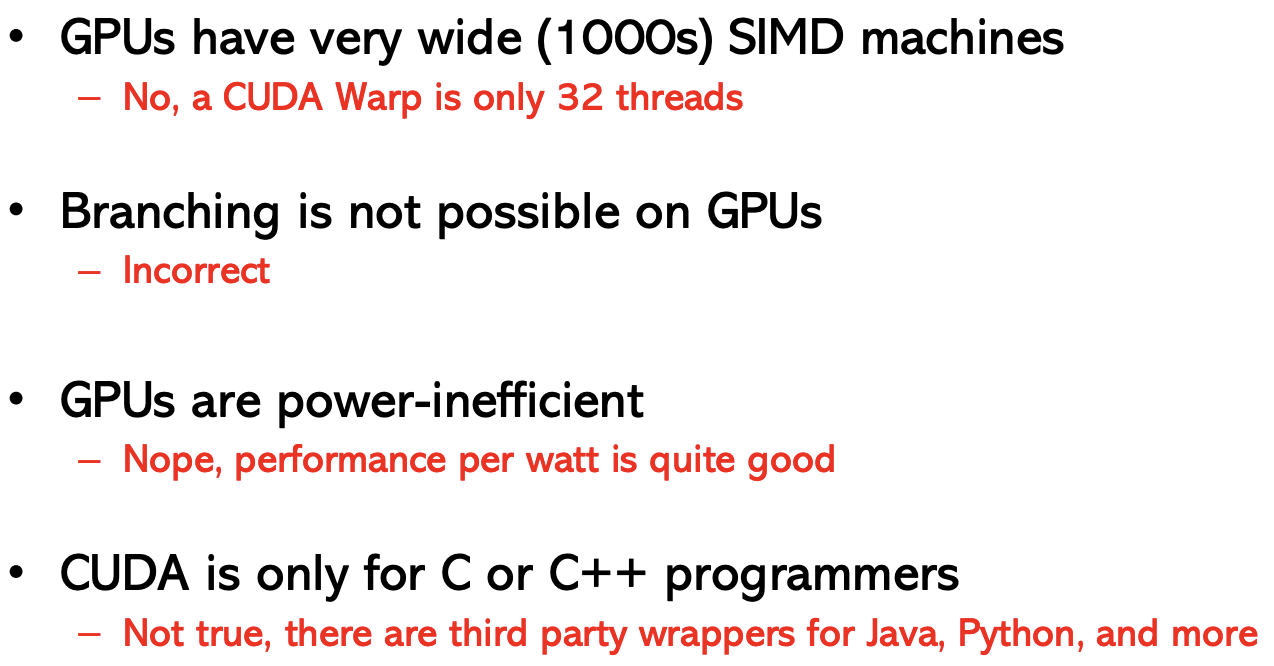 • GPUs have very wide (1000s) SIMD machines
– No, a CUDA Warp is only 32 threads
• Branching is not possible on GPUs
– Incorrect
• GPUs are power-inefficient
– Nope, performance per watt is quite good
• CUDA is only for C or C++ programmers
– Not true, there are third party wrappers for Java, Python, and more